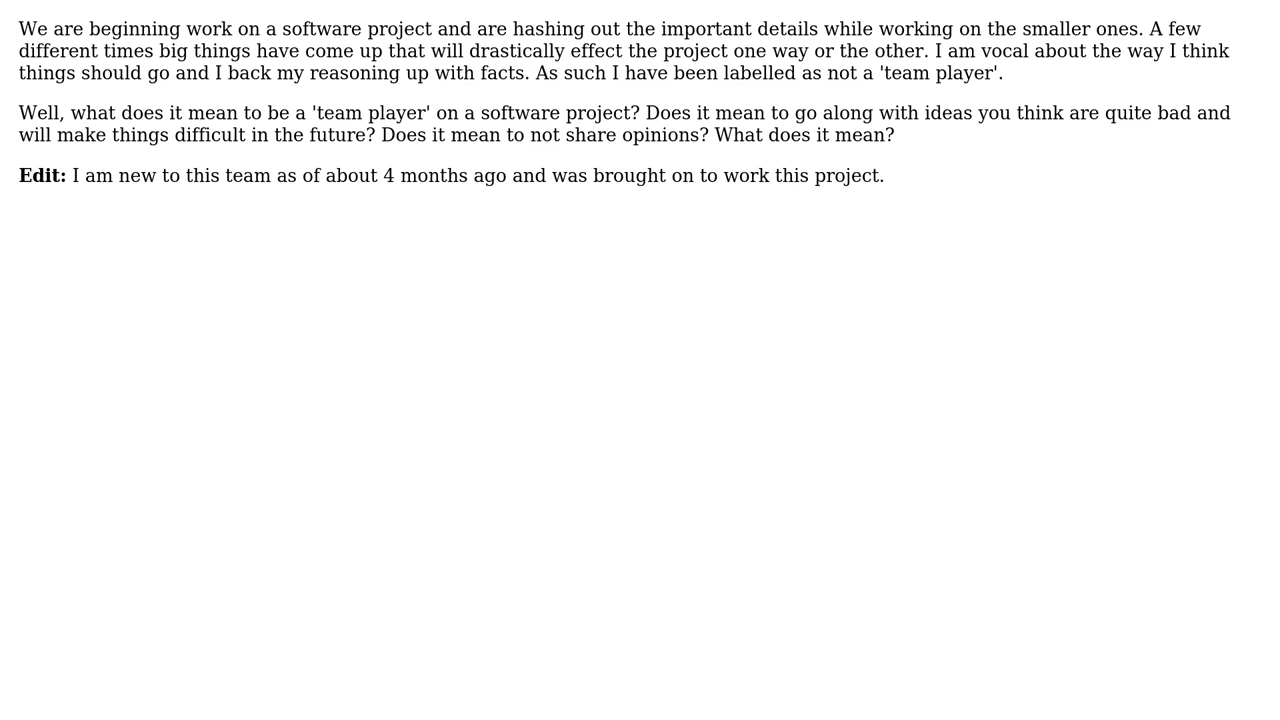 We are beginning work on a software project and are hashing out the important details while working on the smaller ones. A few
different times big things have come up that will drastically effect the project one way or the other. I am vocal about the way I think
things should go and I back my reasoning up with facts. As such I have been labelled as not a 'team player'.
Well, what does it mean to be a 'team player' on a software project? Does it mean to go along with ideas you think are quite bad and
will make things difficult in the future? Does it mean to not share opinions? What does it mean?
Edit: I am new to this team as of about 4 months ago and was brought on to work this project.